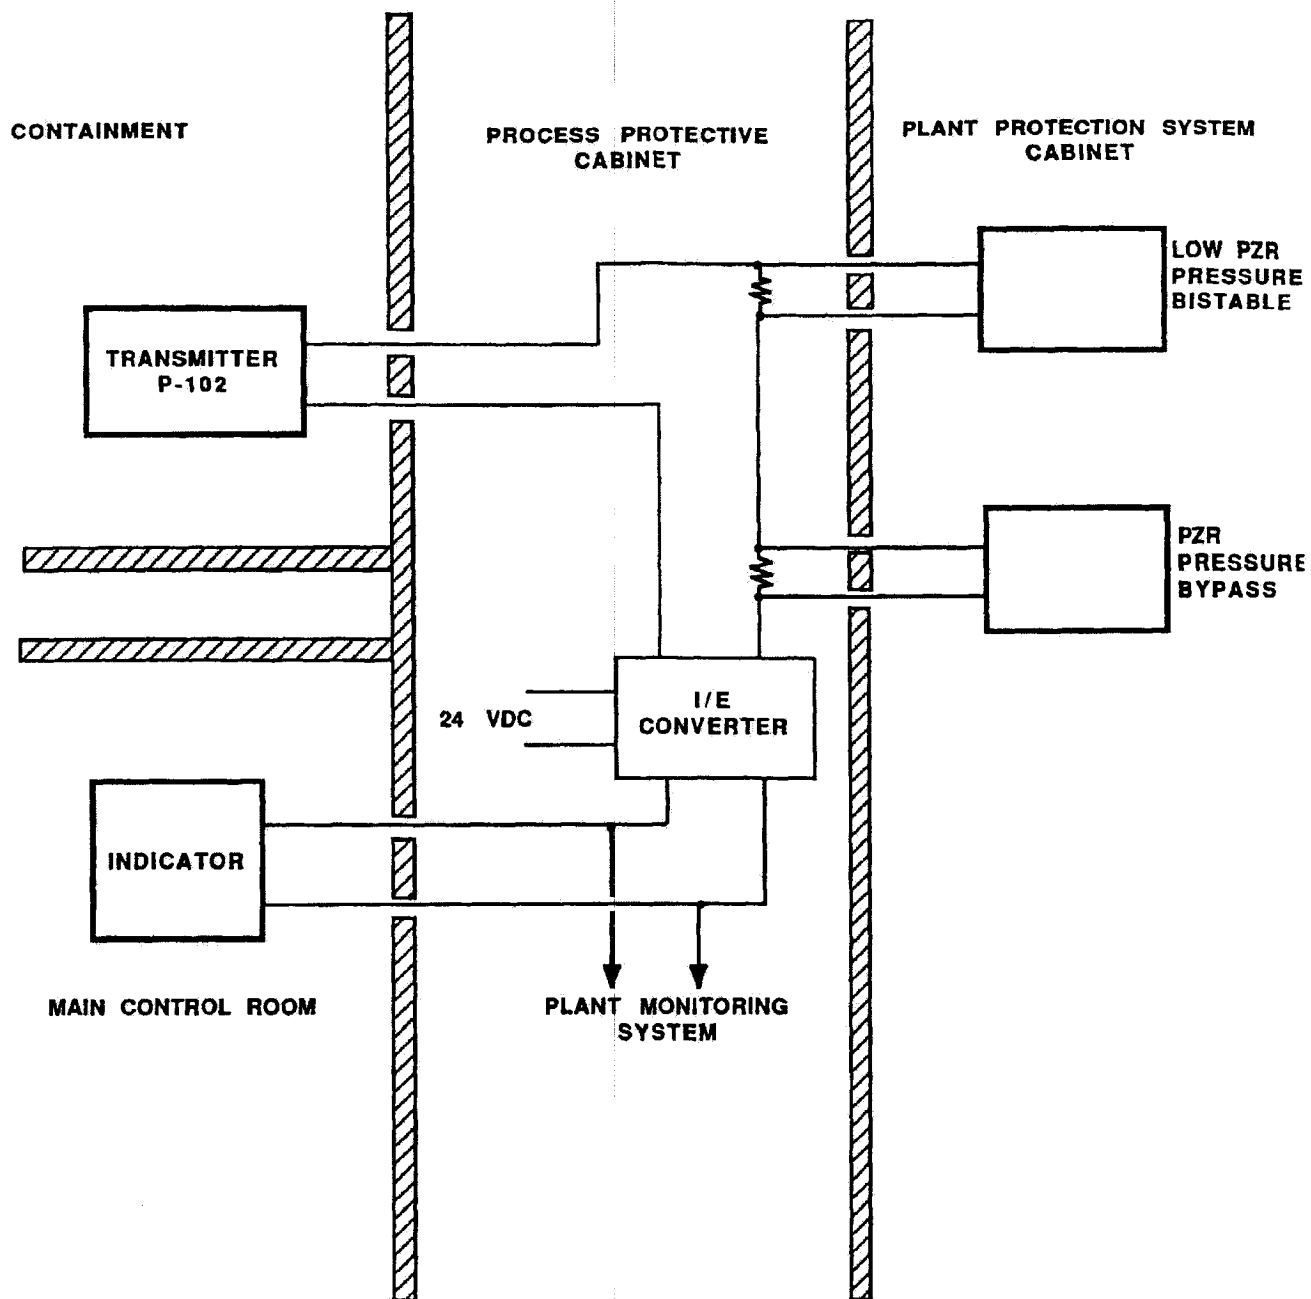 CONTAINMENT
PROCESS PROTECTIVE
CABINET
PLANT PROTECTION SYSTEM
CABINET
TRANSMITTER
P-102
LOW PZR
PRESSURE
BISTABLE
PZR
PRESSURE
BYPASS
24 VDC
I/E
CONVERTER
INDICATOR
MAIN CONTROL ROOM
PLANT MONITORING
SYSTEM